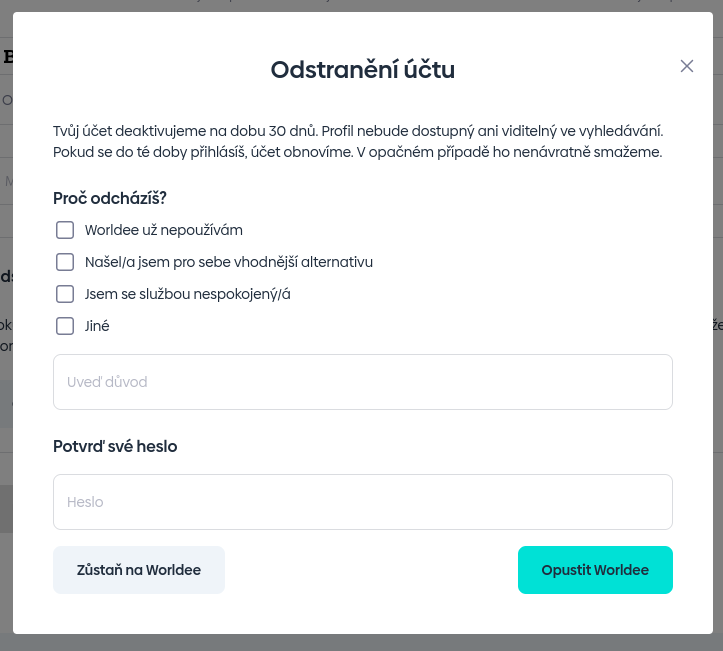 Odstranění účtu
Tvůj účet deaktivujeme na dobu 30 dnů. Profil nebude dostupný ani viditelný ve vyhledávání.
Pokud se do té doby přihlásíš, účet obnovíme. V opačném případě ho nenávratně smažeme.
Proč odcházíš?
Worldee už nepoužívám
Našel/a jsem pro sebe vhodnější alternativu
Jsem se službou nespokojený/á
Jiné
Uveď důvod
Potvrď své heslo
Heslo
Zůstaň na Worldee
Opustit Worldee